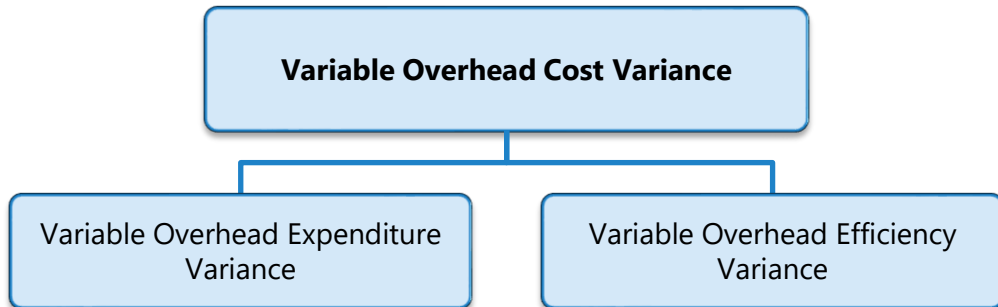 Variable Overhead Cost Variance
Variable Overhead Expenditure
Variance
Variable Overhead Efficiency
Variance